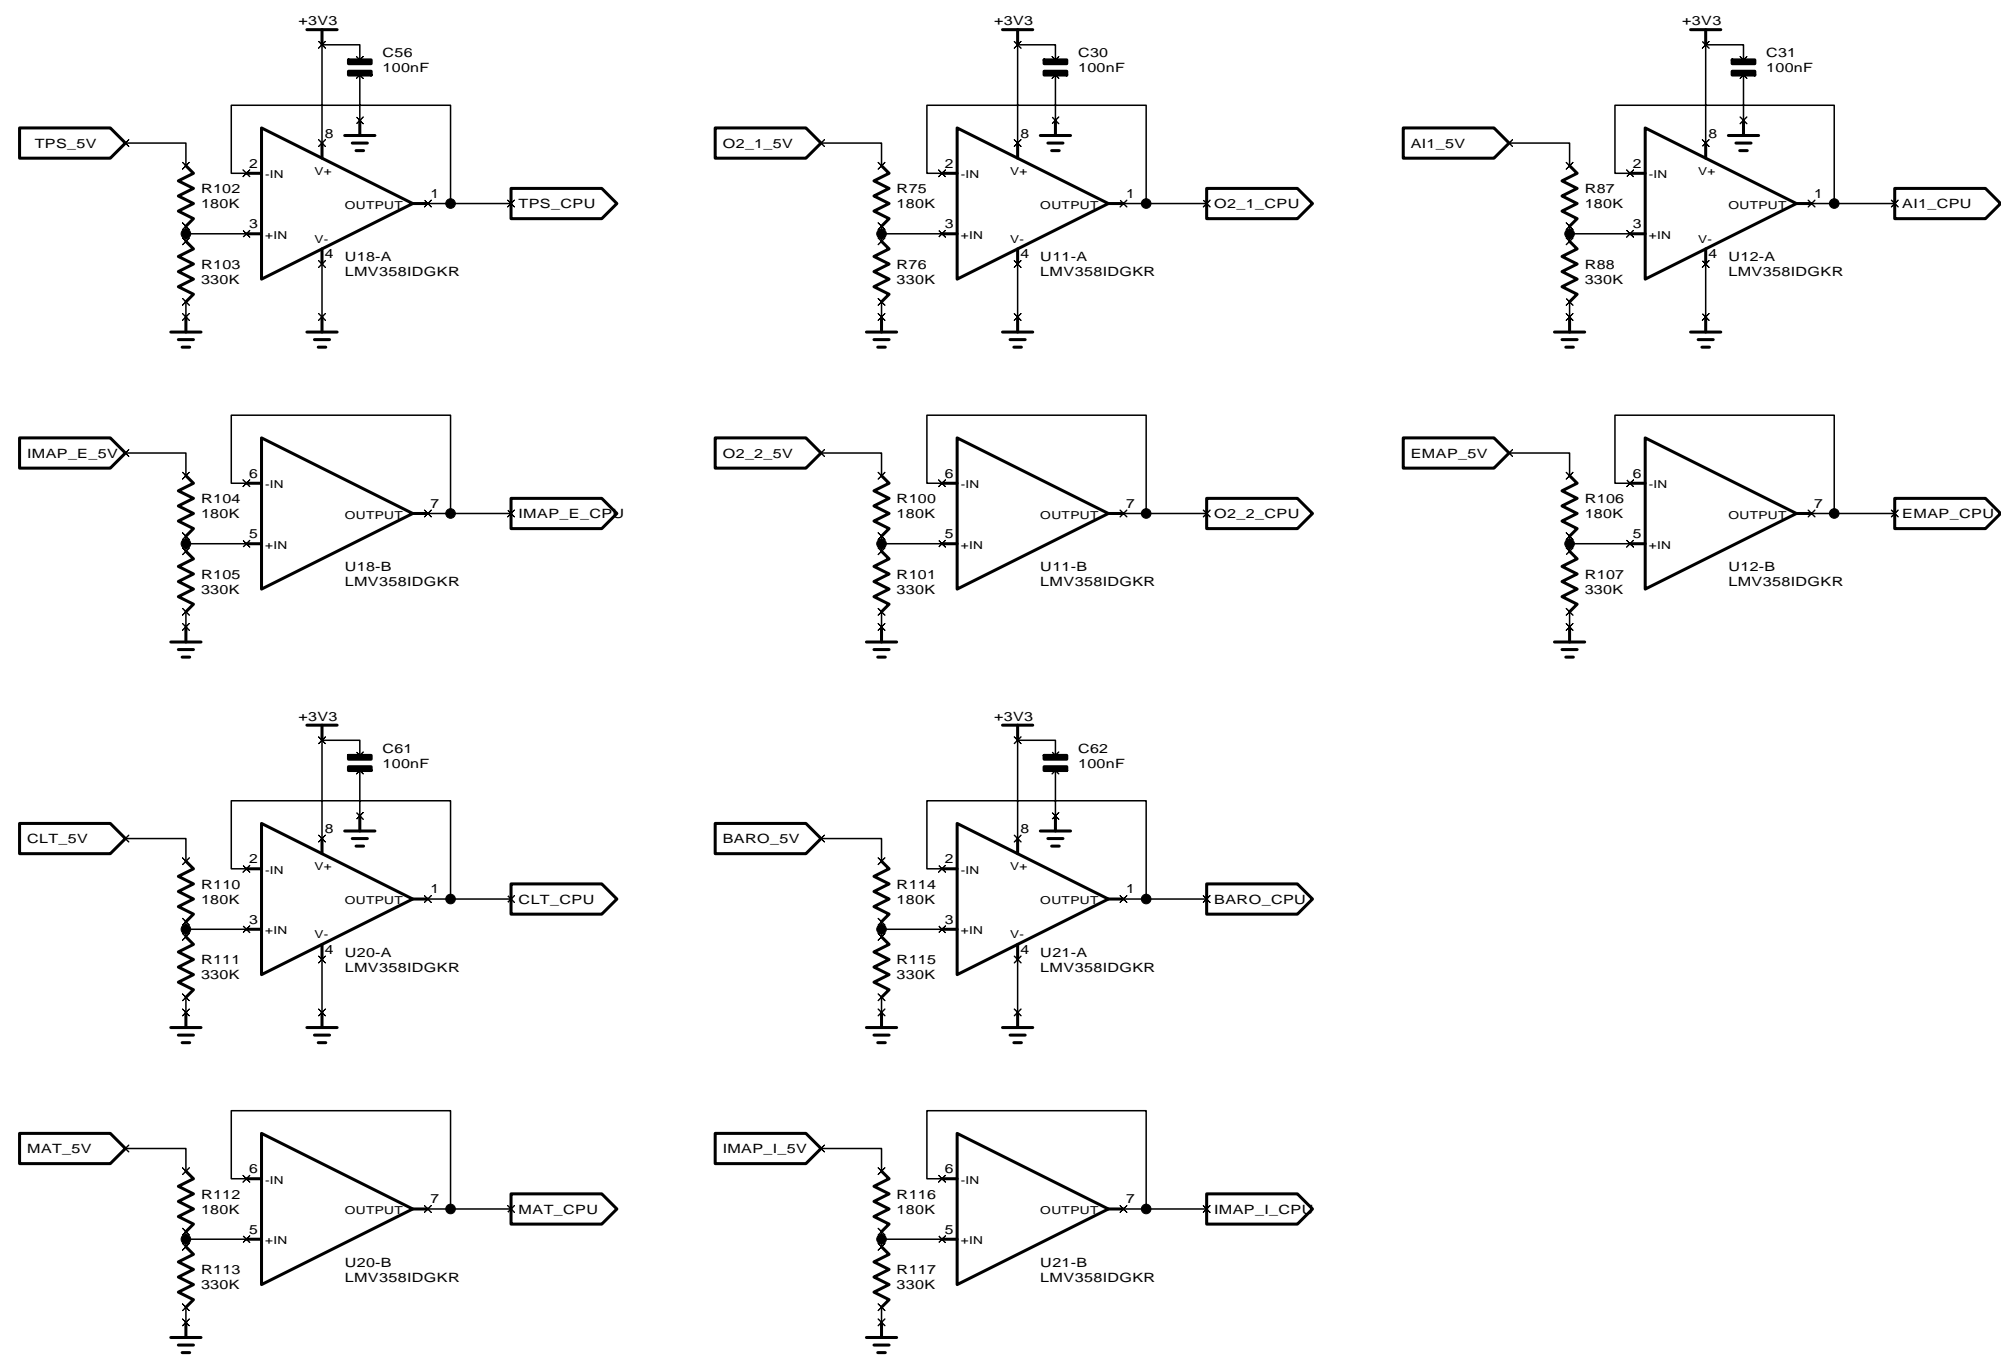 +3V3
C56
100nF
TPS_5V
R102
180K
R103
330K
2
-IN
3
+IN
8
V+
V-
4
OUTPUT
1
U18-A
LMV358IDGKR
TPS_CPU
+3V3
C30
100nF
O2_1_5V
R75
180K
R76
330K
2
-IN
3
+IN
8
V+
V-
4
OUTPUT
1
U11-A
LMV358IDGKR
O2_1_CPU
+3V3
C31
100nF
AI1_5V
R87
180K
R88
330K
2
-IN
3
+IN
8
V+
V-
4
OUTPUT
1
U12-A
LMV358IDGKR
AI1_CPU
IMAP_E_5V
R104
180K
R105
330K
6
-IN
5
+IN
OUTPUT
7
U18-B
LMV358IDGKR
IMAP_E_CPU
O2_2_5V
R100
180K
R101
330K
6
-IN
5
+IN
OUTPUT
7
U11-B
LMV358IDGKR
O2_2_CPU
EMAP_5V
R106
180K
R107
330K
6
-IN
5
+IN
OUTPUT
7
U12-B
LMV358IDGKR
EMAP_CPU
+3V3
C61
100nF
CLT_5V
R110
180K
R111
330K
2
-IN
3
+IN
8
V+
V-
4
OUTPUT
1
U20-A
LMV358IDGKR
CLT_CPU
+3V3
C62
100nF
BARO_5V
R114
180K
R115
330K
2
-IN
3
+IN
8
V+
V-
4
OUTPUT
1
U21-A
LMV358IDGKR
BARO_CPU
MAT_5V
R112
180K
R113
330K
6
-IN
5
+IN
OUTPUT
7
U20-B
LMV358IDGKR
MAT_CPU
IMAP_I_5V
R116
180K
R117
330K
6
-IN
5
+IN
OUTPUT
7
U21-B
LMV358IDGKR
IMAP_I_CPU